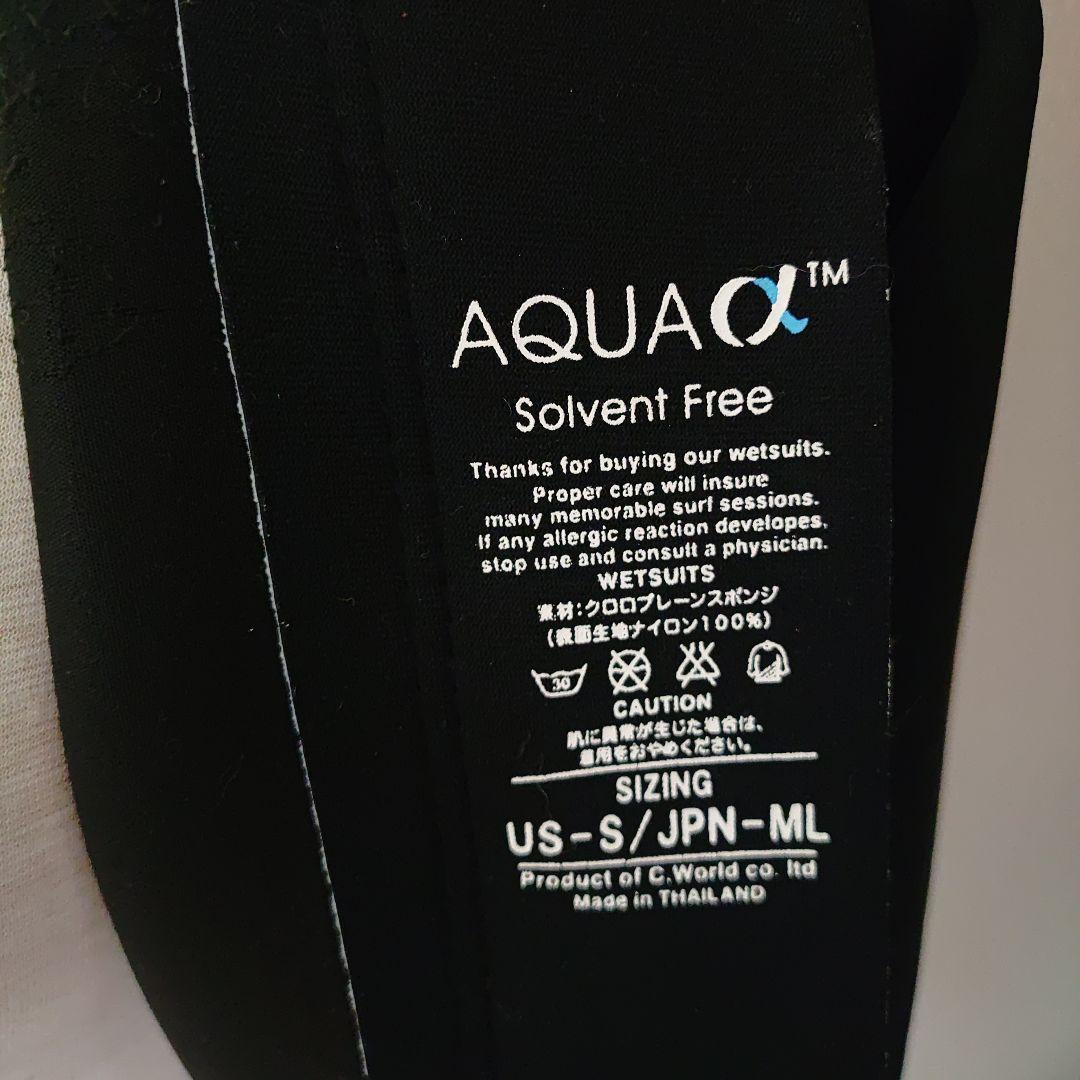 AQUA α™
Solvent Free
Thanks for buying our wetsuits.
Proper care will insure
many memorable surf sessions.
If any allergic reaction developes,
stop use and consult a physician.
WETSUITS
素材:クロロプレーンスポンジ
(表面生地ナイロン100%)
30
CAUTION
肌に異常が生じた場合は、
着用をおやめください。
SIZING
US-S/JPN-ML
Product of C.World co. ltd
Made in THAILAND